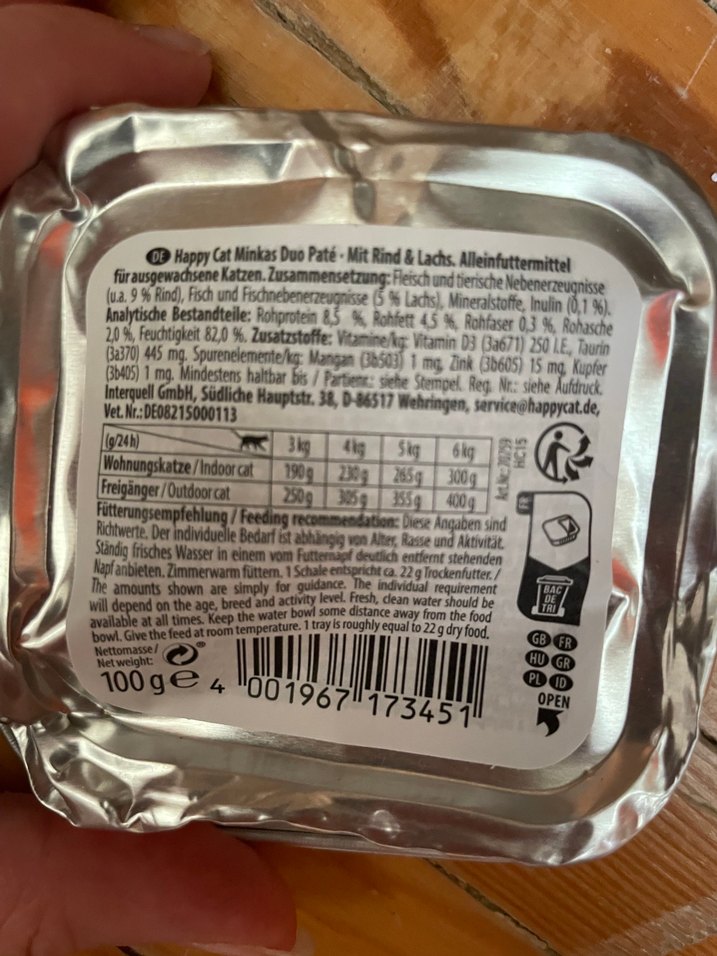 DE Happy Cat Minkas Duo Paté · Mit Rind & Lachs. Alleinfuttermittel
für ausgewachsene Katzen. Zusammensetzung: Fleisch und tierische Nebenerzeugnisse
(u.a. 9 % Rind), Fisch und Fischnebenerzeugnisse (5 % Lachs), Mineralstoffe, Inulin (0,1 %).
Analytische Bestandteile: Rohprotein 8,5 %, Rohfett 4,5 %, Rohfaser 0,3 %, Rohasche
2,0 %, Feuchtigkeit 82,0 %. Zusatzstoffe: Vitamine/kg: Vitamin D3 (3a671) 250 I.E., Taurin
(3a370) 445 mg. Spurenelemente/kg: Mangan (3b503) 1 mg, Zink (3b605) 15 mg, Kupfer
(3b405) 1 mg. Mindestens haltbar bis / Partienr.: siehe Stempel. Reg. Nr.: siehe Aufdruck.
Interquell GmbH, Südliche Hauptstr. 38, D-86517 Wehringen, service@happycat.de,
Vet. Nr.: DE08215000113
(g/24h) 3 kg 4 kg 5 kg 6 kg
Wohnungskatze / Indoor cat 190 g 230 g 265 g 300 g
Freigänger / Outdoor cat 250 g 305 g 355 g 400 g
Art.Nr.: 70759
HC15
Fütterungsempfehlung / Feeding recommendation: Diese Angaben sind
Richtwerte. Der individuelle Bedarf ist abhängig von Alter, Rasse und Aktivität.
Ständig frisches Wasser in einem vom Futternapf deutlich entfernt stehenden
Napf anbieten. Zimmerwarm füttern. 1 Schale entspricht ca. 22 g Trockenfutter. /
The amounts shown are simply for guidance. The individual requirement
will depend on the age, breed and activity level. Fresh, clean water should be
available at all times. Keep the water bowl some distance away from the food
bowl. Give the feed at room temperature. 1 tray is roughly equal to 22 g dry food.
FR
BAC
DE
TRI
Nettomasse /
Net weight:
100 g e
4 001967 173451
GB FR
HU GR
PL ID
OPEN